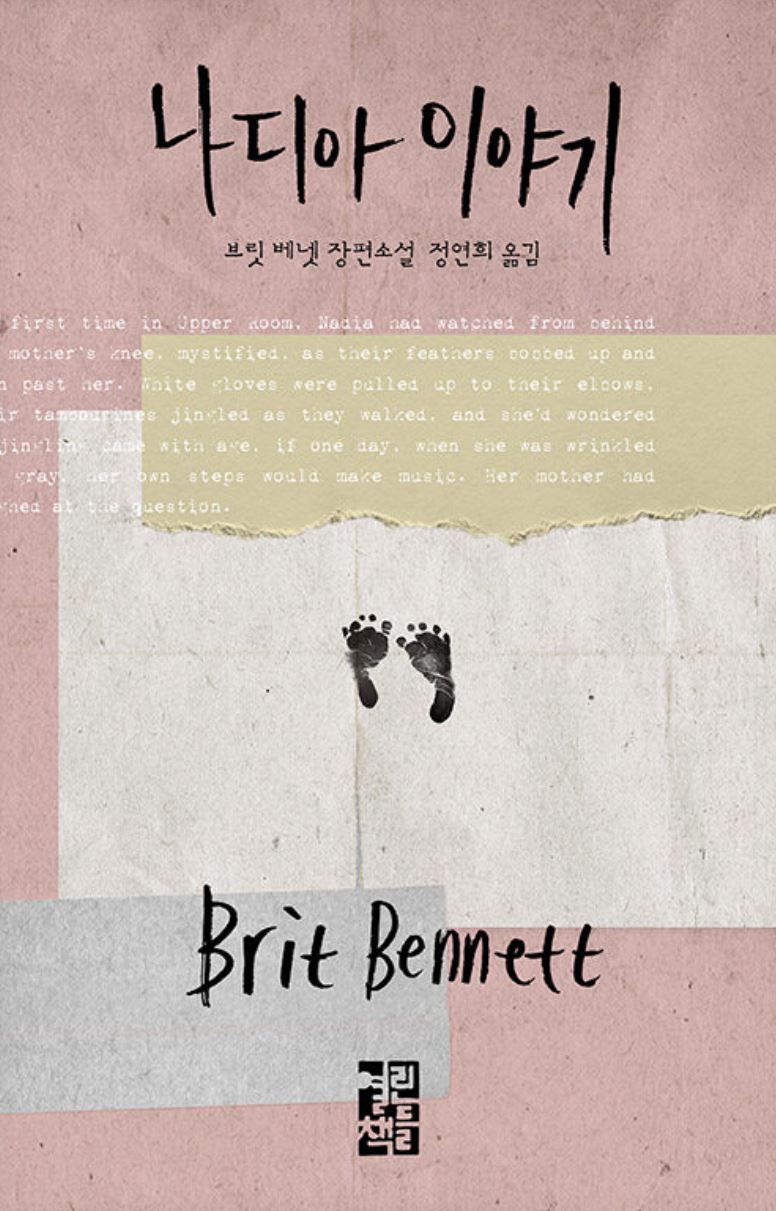 나디아 이야기
브릿 베넷 장편소설 정연희 옮김
first time in Upper Room, Nadia had watched from behind
mother's knee, mystified, as their feathers bobbed up and
past her. White gloves were pulled up to their elbows,
tambourines jingled as they walked, and she'd wondered
jingling came with age, if one day, when she was wrinkled
gray, her own steps would make music. Her mother had
at the question.
Brit Bennett
열린책들